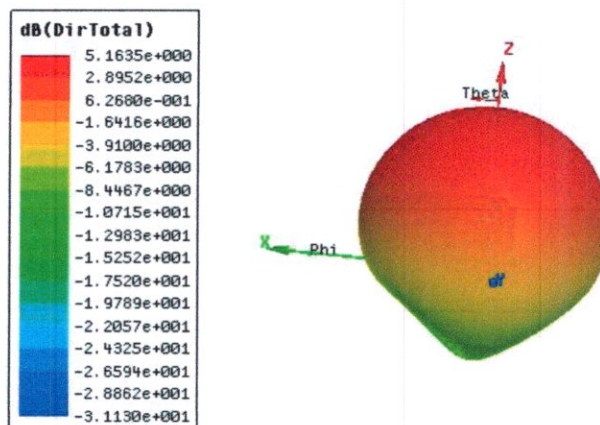 dB(DirTotal)
5.1635e+000
2.8952e+000
6.2680e-001
-1.6416e+000
-3.9100e+000
-6.1783e+000
-8.4467e+000
-1.0715e+001
-1.2983e+001
-1.5252e+001
-1.7520e+001
-1.9789e+001
-2.2057e+001
-2.4325e+001
-2.6594e+001
-2.8862e+001
-3.1130e+001
Z
Theta
X
Phi